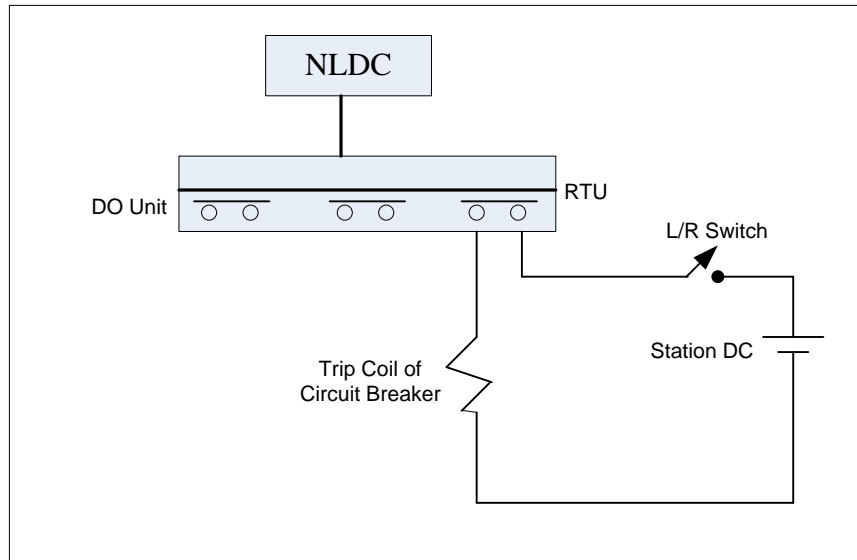 NLDC
DO Unit
RTU
L/R Switch
Station DC
Trip Coil of
Circuit Breaker